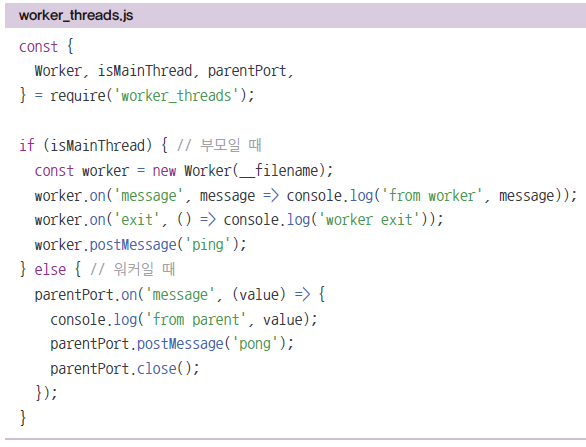 worker_threads.js
const {
  Worker, isMainThread, parentPort,
} = require('worker_threads');

if (isMainThread) { // 부모일 때
  const worker = new Worker(__filename);
  worker.on('message', message => console.log('from worker', message));
  worker.on('exit', () => console.log('worker exit'));
  worker.postMessage('ping');
} else { // 워커일 때
  parentPort.on('message', (value) => {
    console.log('from parent', value);
    parentPort.postMessage('pong');
    parentPort.close();
  });
}